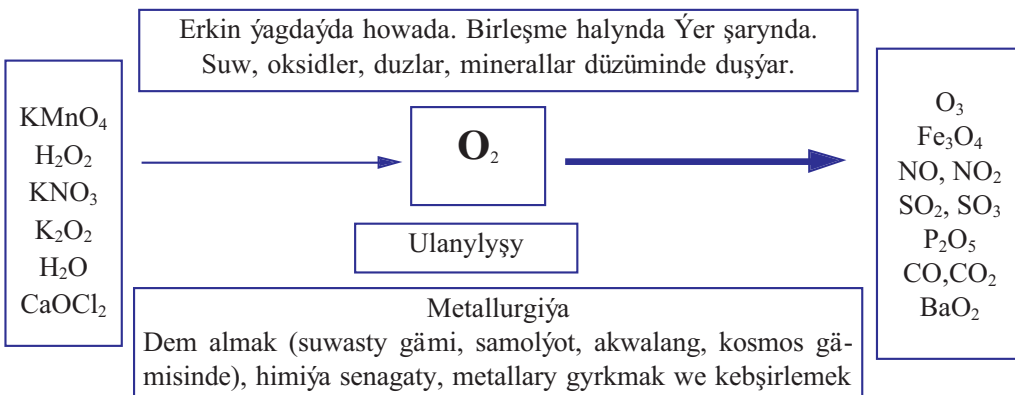 Erkin ýagdaýda howada. Birleşme halynda Ýer şarynda.
Suw, oksidler, duzlar, minerallar düzüminde duşýar.
KMnO₄
H₂O₂
KNO₃
K₂O₂
H₂O
CaOCl₂
O₂
Ulanylyşy
O₃
Fe₃O₄
NO, NO₂
SO₂, SO₃
P₂O₅
CO,CO₂
BaO₂
Metallurgiýa
Dem almak (suwasty gämi, samolýot, akwalang, kosmos gä-
misinde), himiýa senagaty, metallary gyrkmak we kebşirlemek